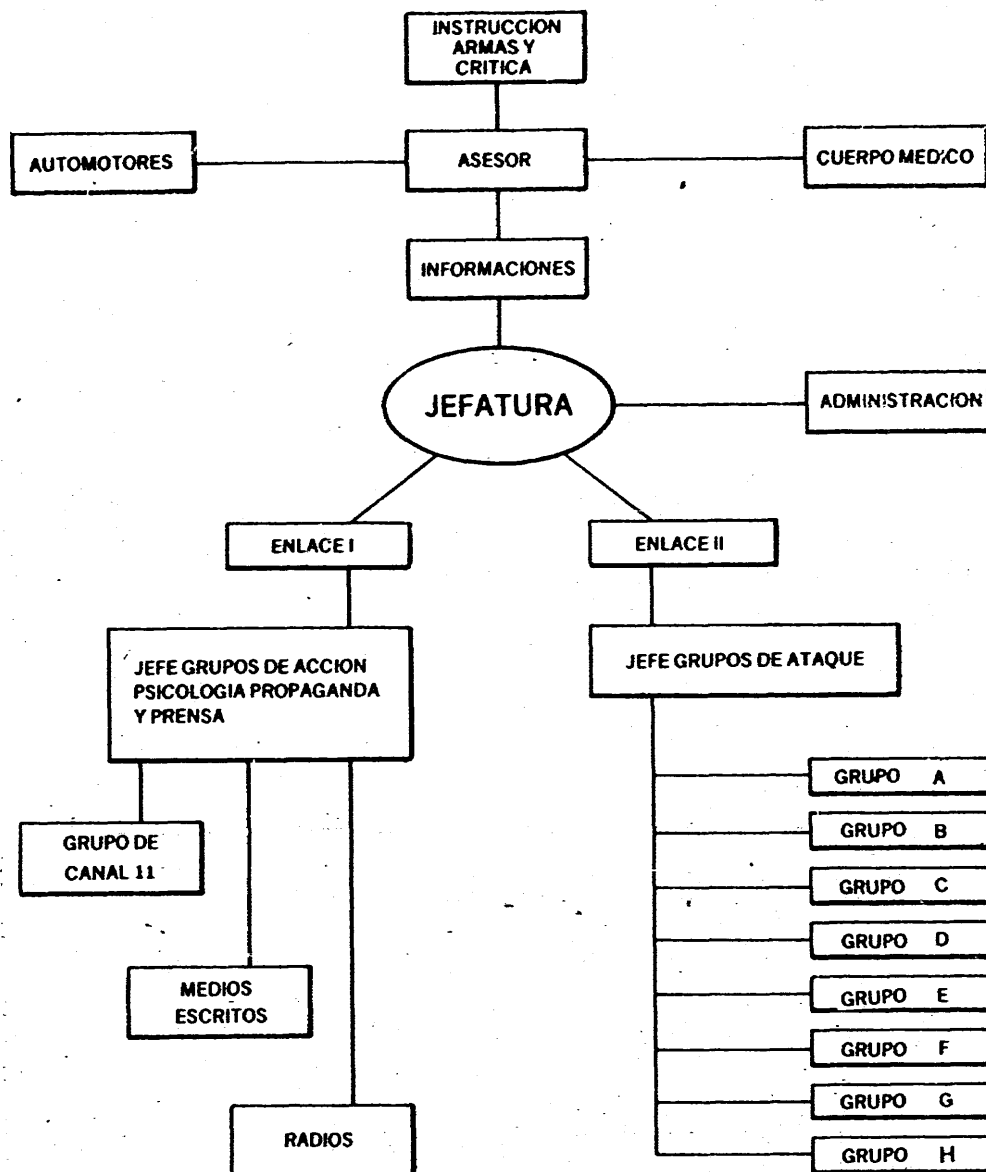 INSTRUCCION
ARMAS Y
CRITICA
AUTOMOTORES
ASESOR
CUERPO MEDICO
INFORMACIONES
JEFATURA
ADMINISTRACION
ENLACE I
ENLACE II
JEFE GRUPOS DE ACCION
PSICOLOGIA PROPAGANDA
Y PRENSA
JEFE GRUPOS DE ATAQUE
GRUPO DE
CANAL 11
MEDIOS
ESCRITOS
RADIOS
GRUPO A
GRUPO B
GRUPO C
GRUPO D
GRUPO E
GRUPO F
GRUPO G
GRUPO H